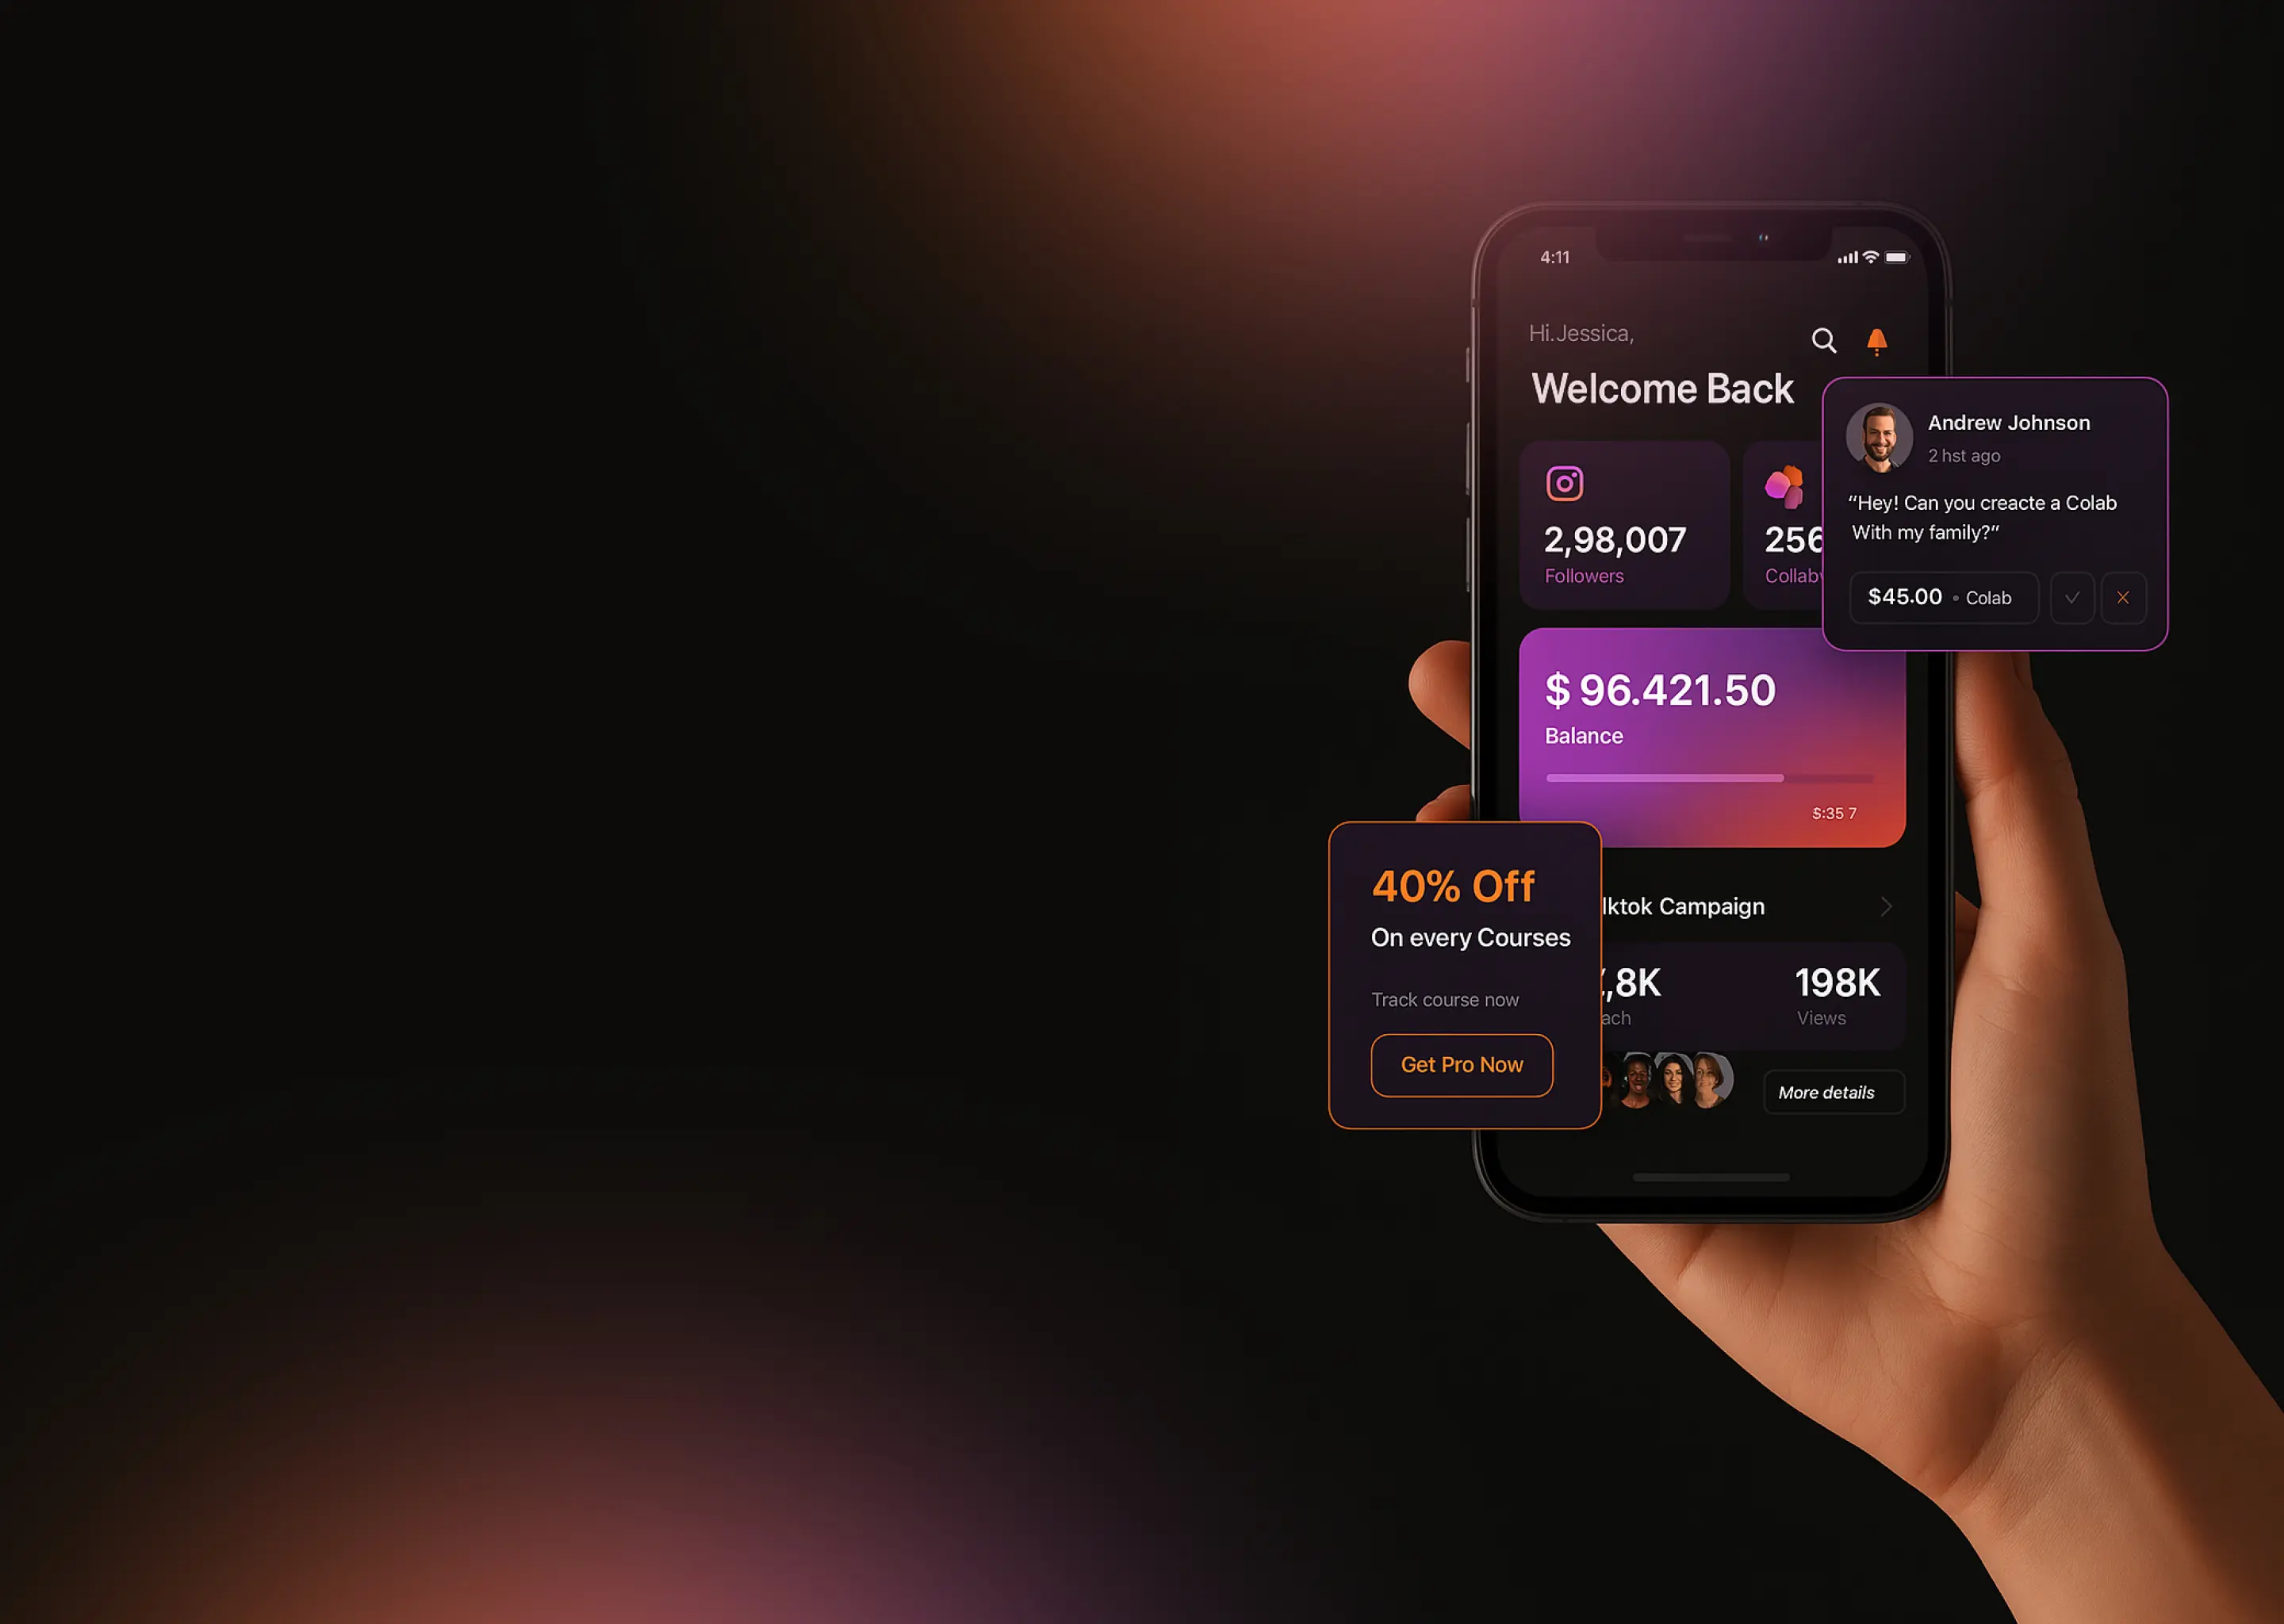 4:11
Hi.Jessica,
Welcome Back
2,98,007
Followers
256
Collab
Andrew Johnson
2 hst ago
“Hey! Can you creacte a Colab
With my family?“
$45.00 • Colab
$ 96.421.50
Balance
$:35 7
40% Off
On every Courses
Track course now
Get Pro Now
lktok Campaign
,8K
ach
198K
Views
More details